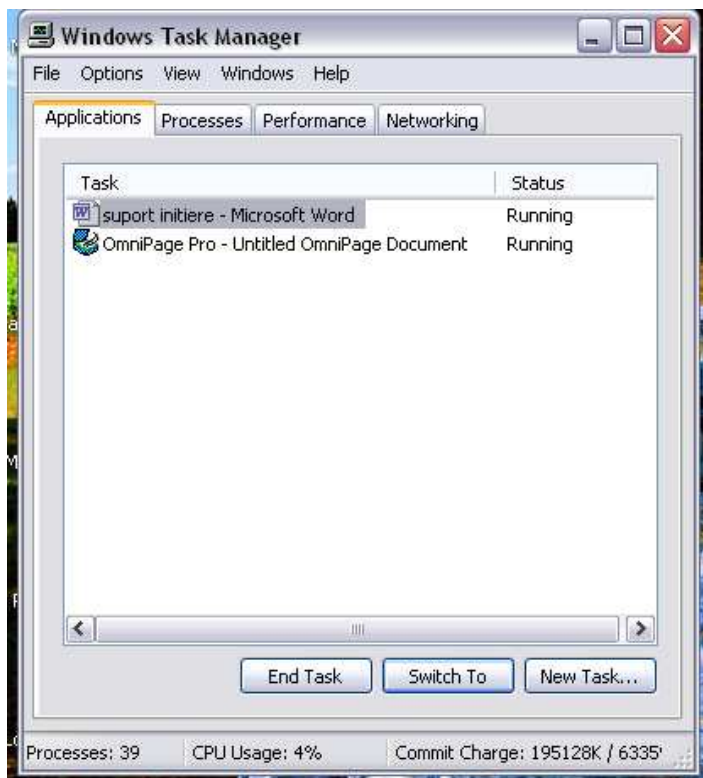 Windows Task Manager
File Options View Windows Help
Applications Processes Performance Networking
Task Status
suport initiere - Microsoft Word Running
OmniPage Pro - Untitled OmniPage Document Running
End Task Switch To New Task...
Processes: 39 CPU Usage: 4% Commit Charge: 195128K / 6335